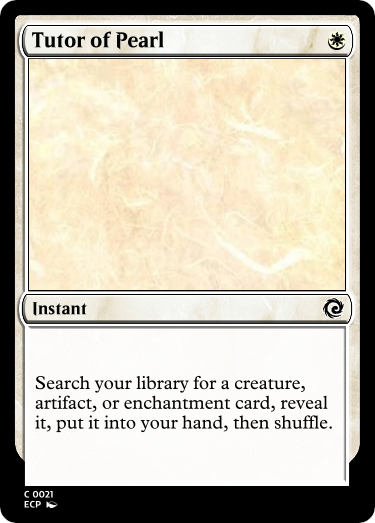 Tutor of Pearl
Instant
Search your library for a creature,
artifact, or enchantment card, reveal
it, put it into your hand, then shuffle.
C 0021
ECP